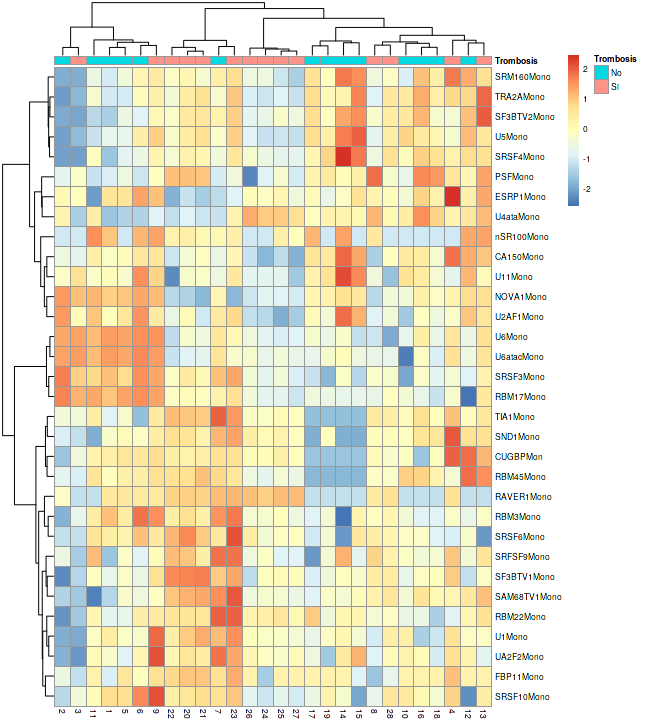 Trombosis
SRM160Mono
TRA2AMono
SF3BTV2Mono
U5Mono
SRSF4Mono
PSFMono
ESRP1Mono
U4ataMono
nSR100Mono
CA150Mono
U11Mono
NOVA1Mono
U2AF1Mono
U6Mono
U6atacMono
SRSF3Mono
RBM17Mono
TIA1Mono
SND1Mono
CUGBPMon
RBM45Mono
RAVER1Mono
RBM3Mono
SRSF6Mono
SRFSF9Mono
SF3BTV1Mono
SAM68TV1Mono
RBM22Mono
U1Mono
UA2F2Mono
FBP11Mono
SRSF10Mono
2 3 11 1 5 6 9 22 20 21 7 23 26 24 25 27 17 19 14 15 8 28 10 16 18 4 12 13
2
1
0
-1
-2
Trombosis
No
SI